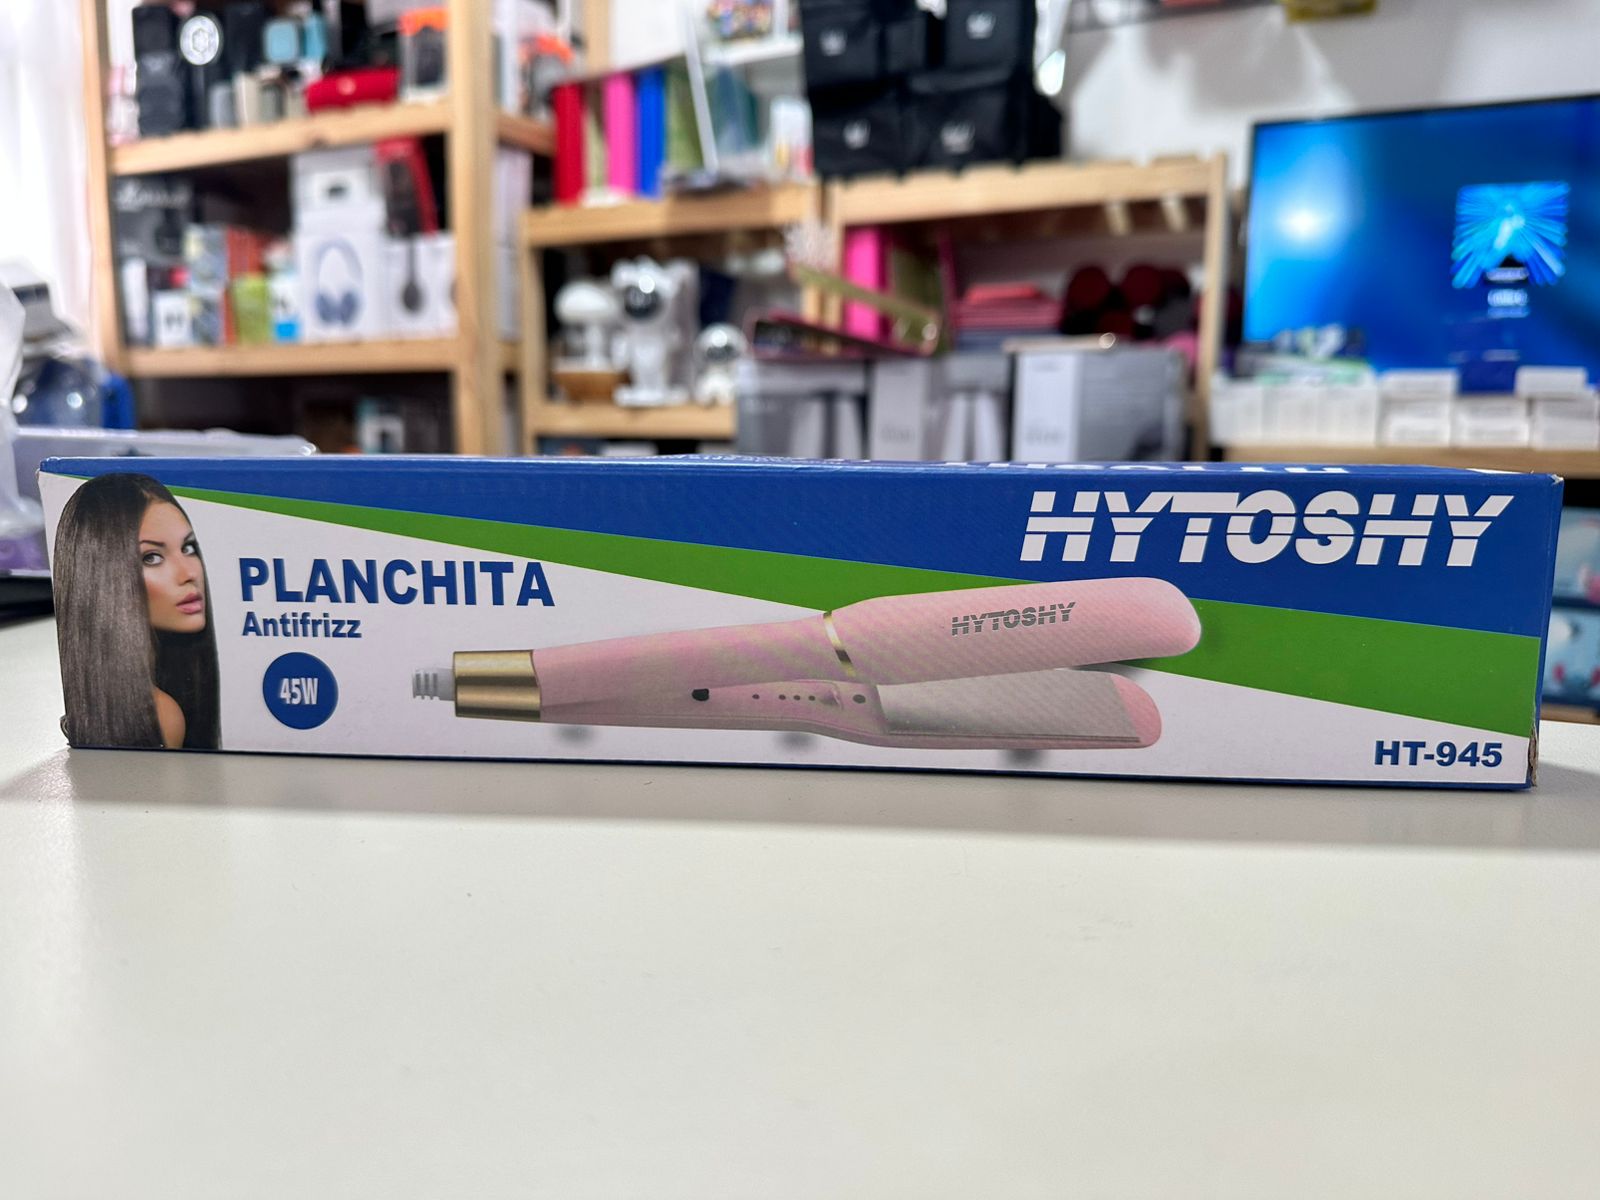 HYTOSHY
PLANCHITA
Antifrizz
45W
HYTOSHY
HT-945